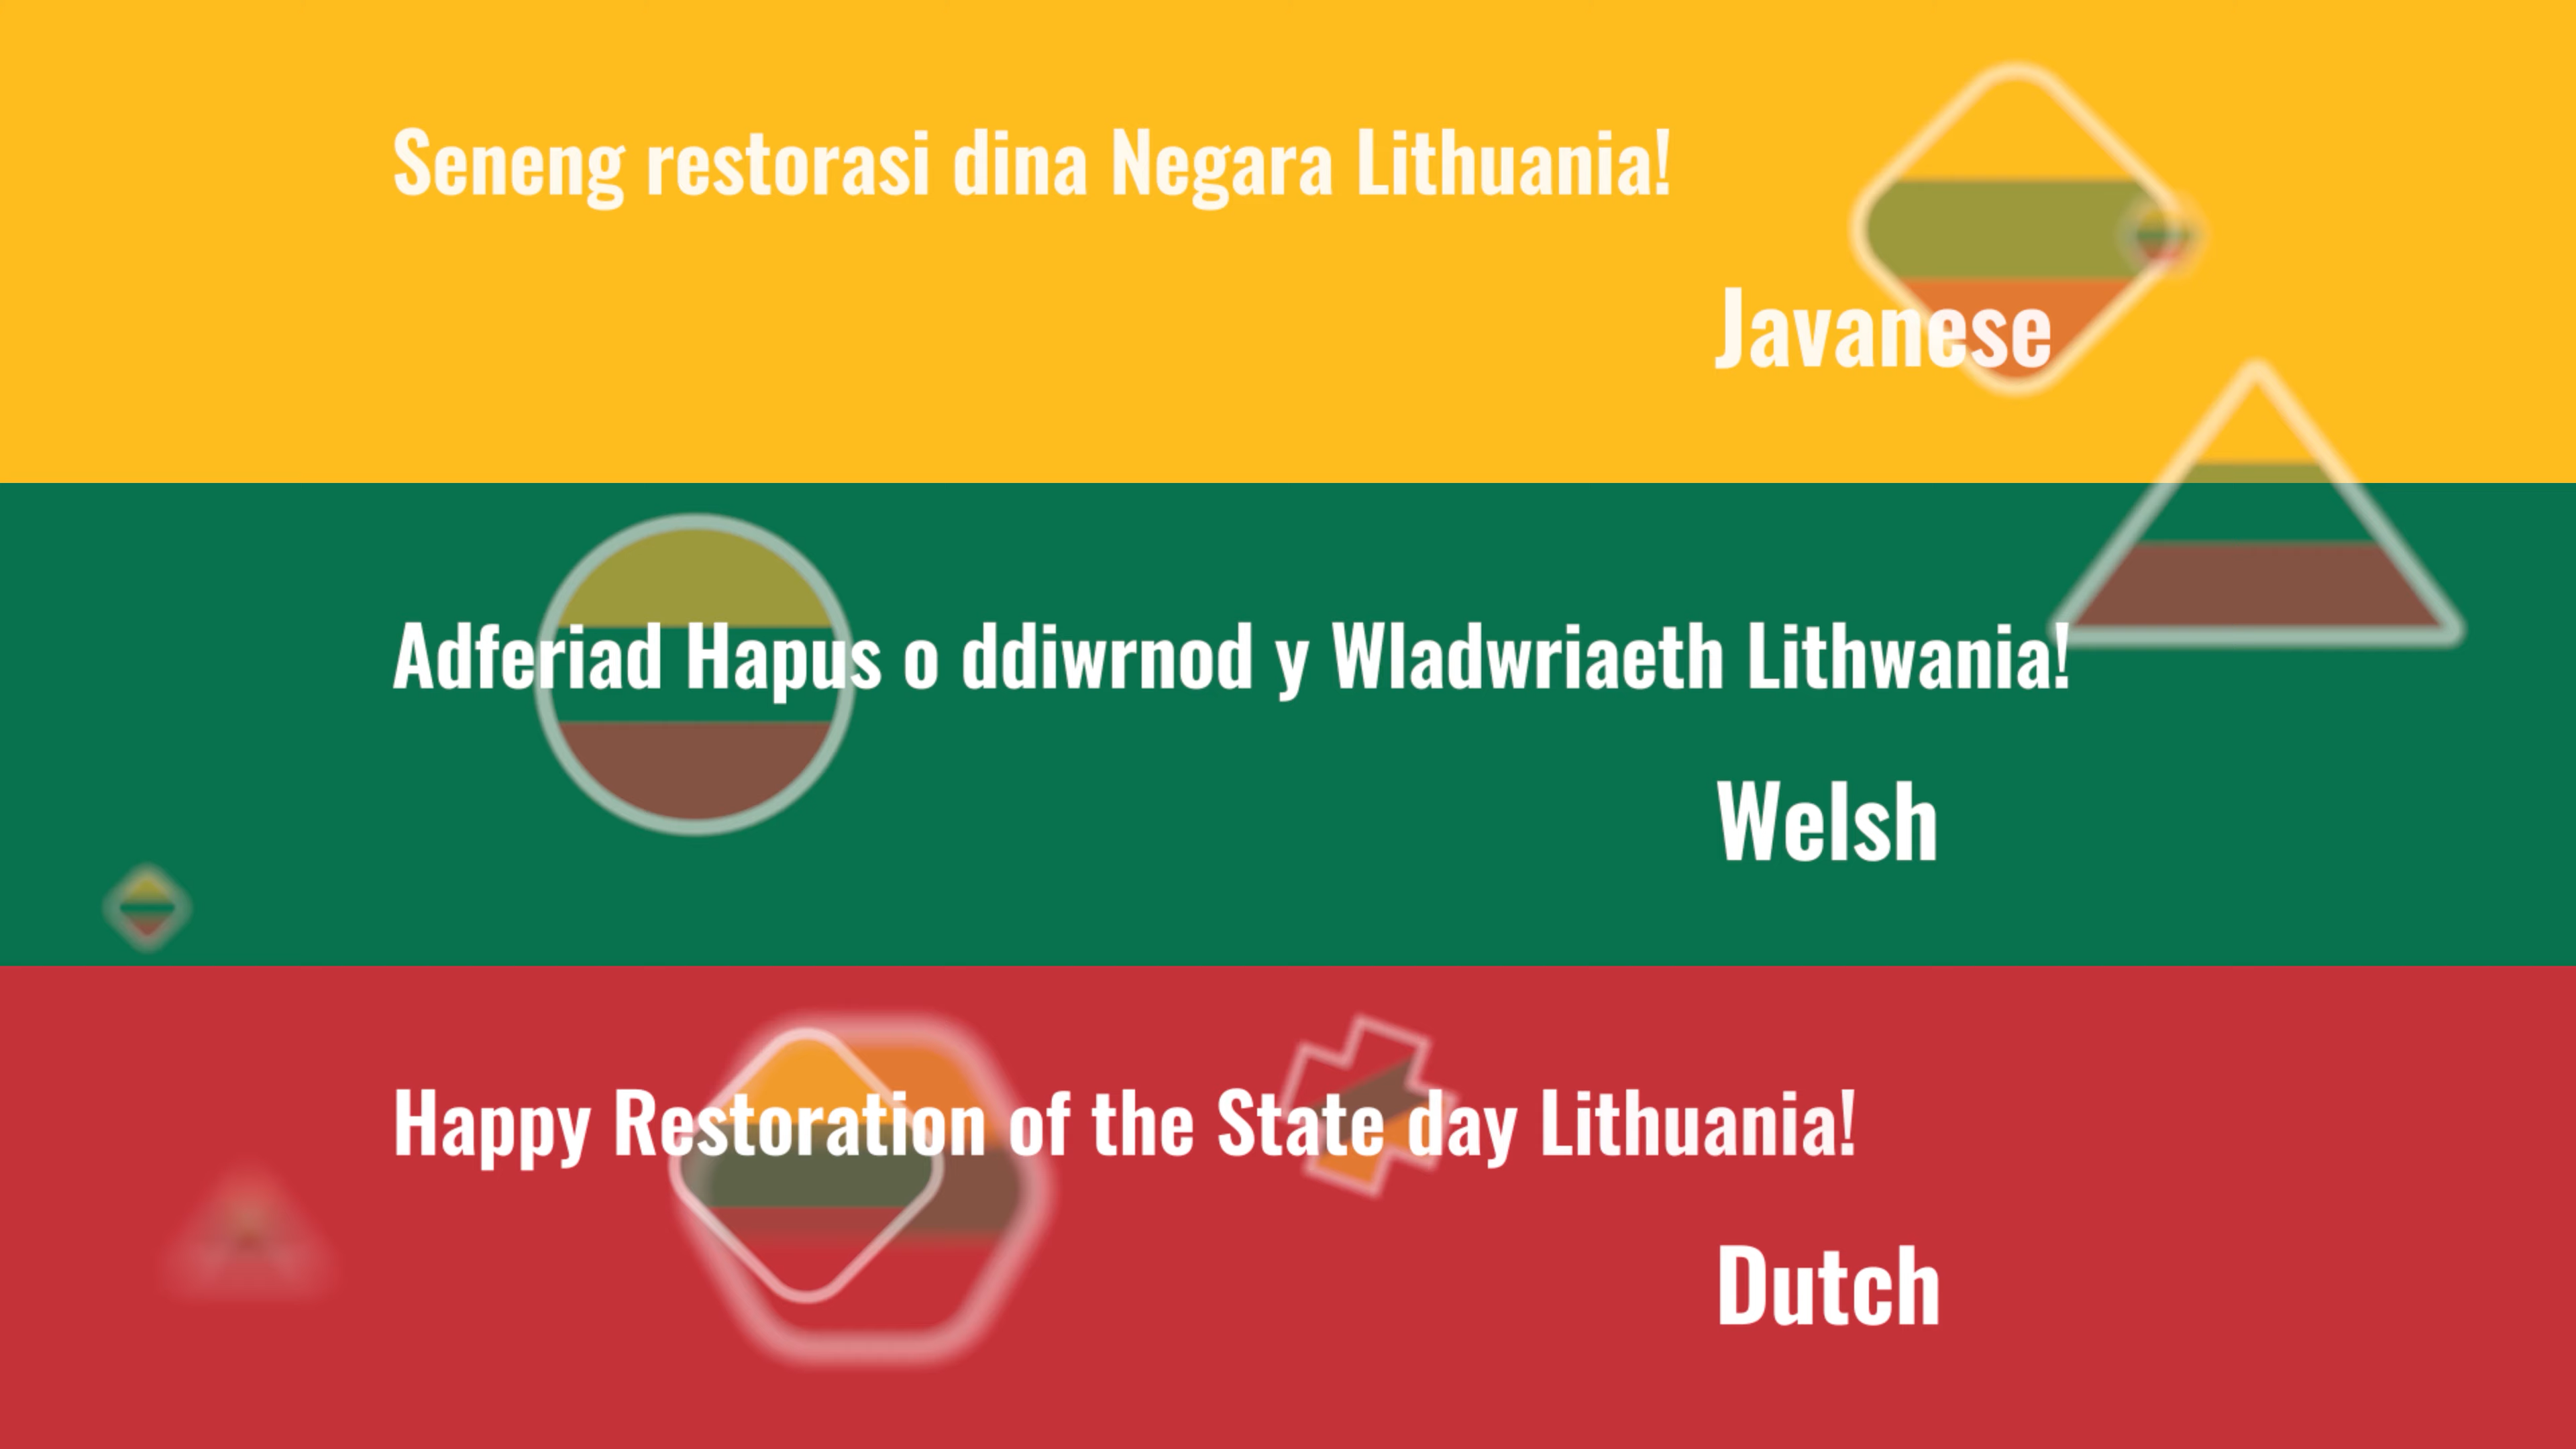 Seneng restorasi dina Negara Lithuania!
Javanese
Adferiad Hapus o ddiwrnod y Wladwriaeth Lithwania!
Welsh
Happy Restoration of the State day Lithuania!
Dutch